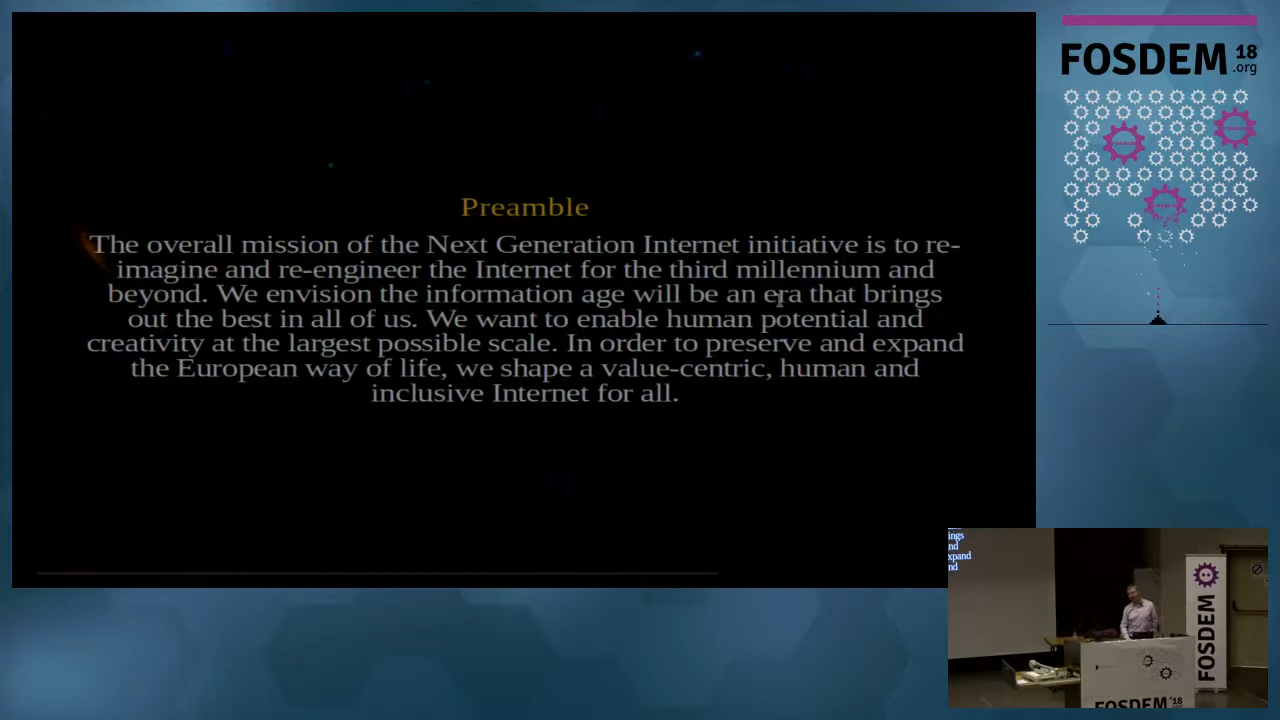 Preamble
The overall mission of the Next Generation Internet initiative is to re-
imagine and re-engineer the Internet for the third millennium and
beyond. We envision the information age will be an era that brings
out the best in all of us. We want to enable human potential and
creativity at the largest possible scale. In order to preserve and expand
the European way of life, we shape a value-centric, human and
inclusive Internet for all.
FOSDEM 18
.org
ings
nd
xpand
nd
FOSDEM
FOSDEM '18